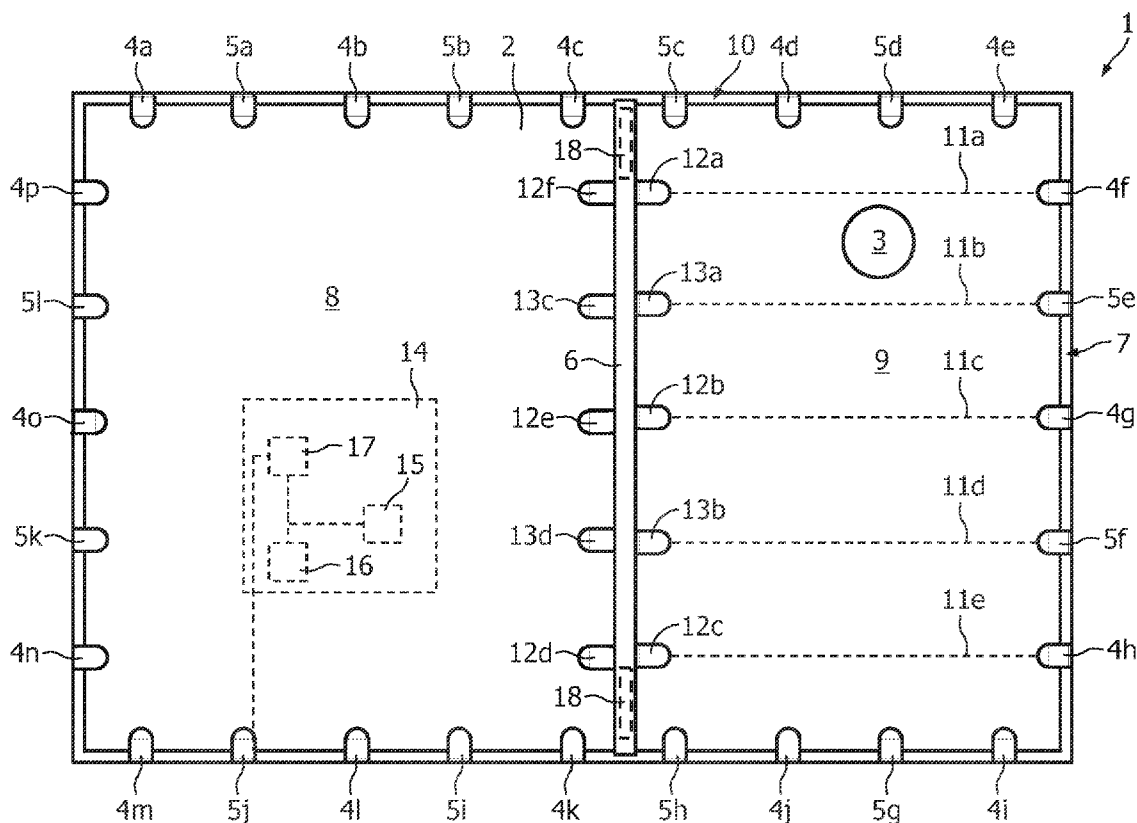 1
4a 5a 4b 5b 2 4c 5c 10 4d 5d 4e
18 12a 11a
4p 12f 4f
3
13a 11b
5l 8 13c 5e
14 6 9 7
12b 11c
4o 12e 4g
17 15
13b 11d
5k 13d 5f
16
12c 11e
4n 12d 4h
18
4m 5j 4l 5i 4k 5h 4j 5g 4i